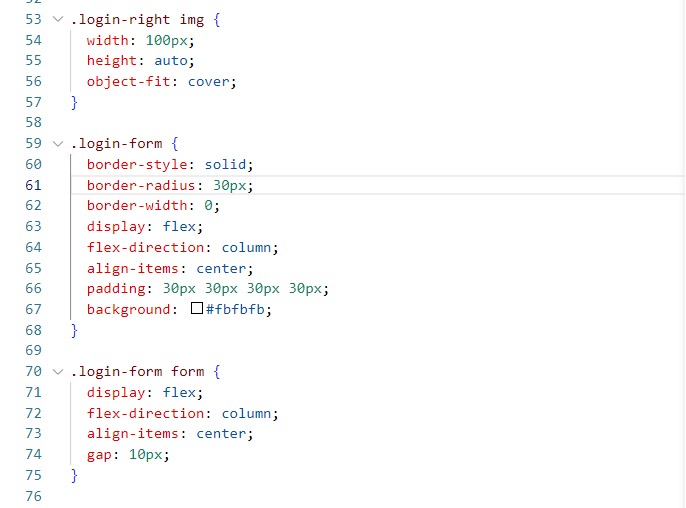 53 .login-right img {
54 width: 100px;
55 height: auto;
56 object-fit: cover;
57 }
58
59 .login-form {
60 border-style: solid;
61 border-radius: 30px;
62 border-width: 0;
63 display: flex;
64 flex-direction: column;
65 align-items: center;
66 padding: 30px 30px 30px 30px;
67 background: #fbfbfb;
68 }
69
70 .login-form form {
71 display: flex;
72 flex-direction: column;
73 align-items: center;
74 gap: 10px;
75 }
76